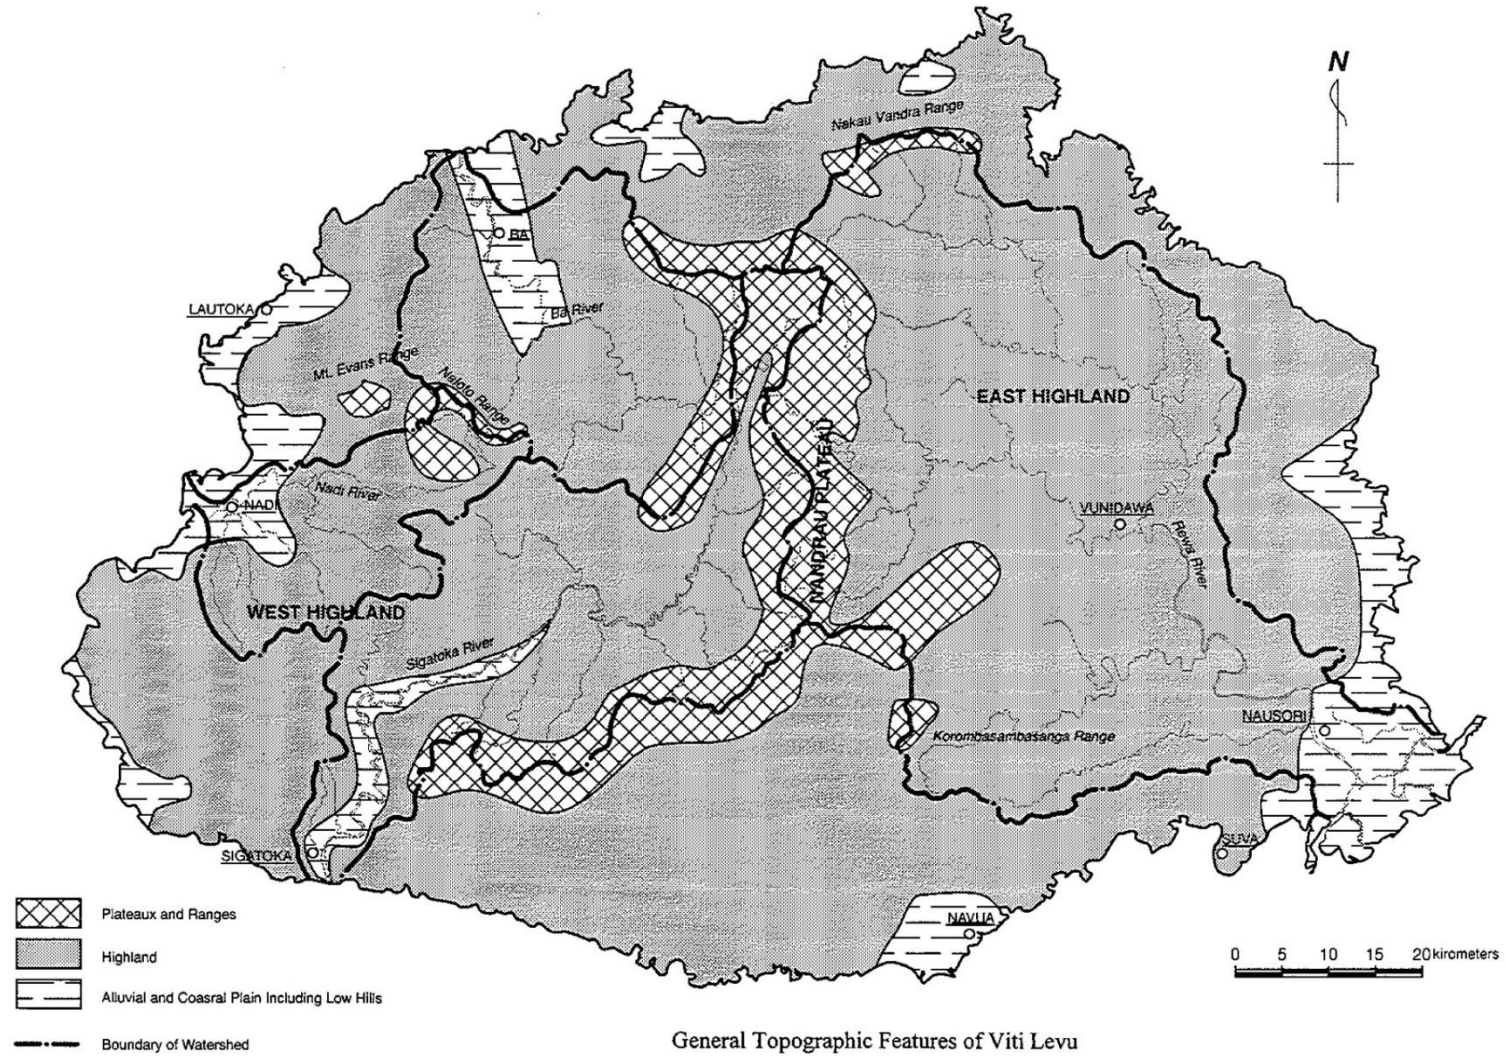 N
Nakau Vandra Range
BA
LAUTOKA
Ba River
Mt. Evans Range
Naloto Range
EAST HIGHLAND
NANDRAU PLATEAU
Nadi River
NADI
VUNIDAWA
Rewa River
WEST HIGHLAND
Sigatoka River
NAUSORI
Korombasambasanga Range
SUVA
SIGATOKA
NAVUA
Plateaux and Ranges
Highland
Alluvial and Coasral Plain Including Low Hills
Boundary of Watershed
0 5 10 15 20 kirometers
General Topographic Features of Viti Levu